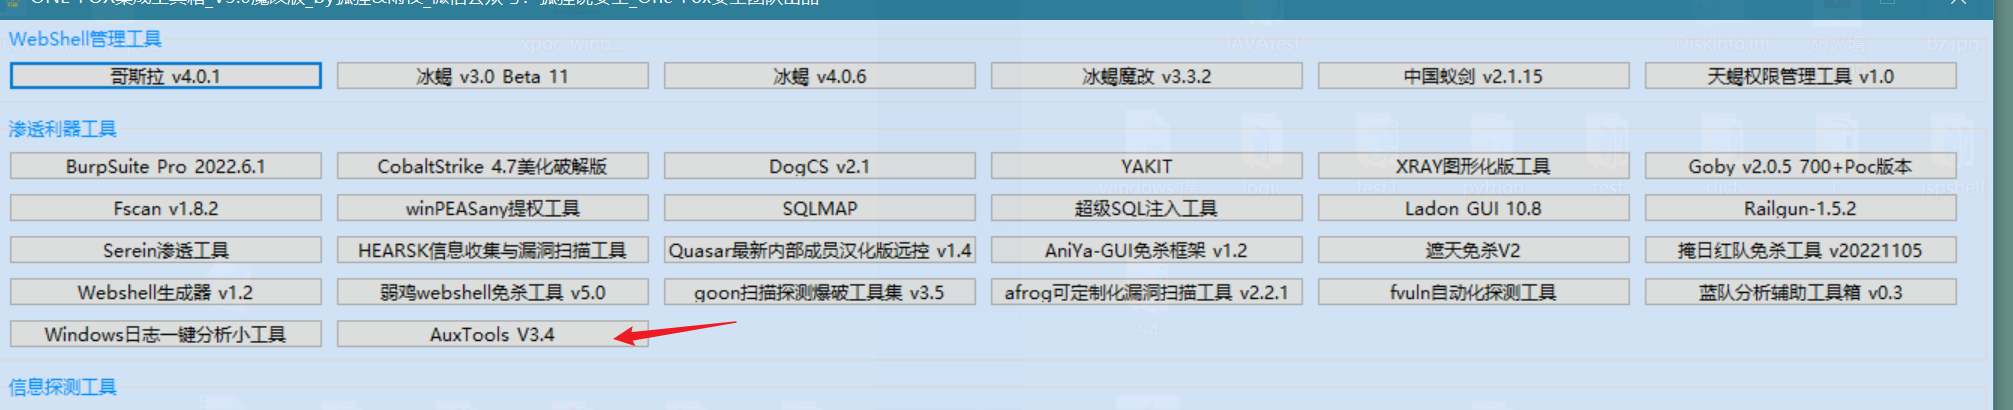 WebShell管理工具
哥斯拉 v4.0.1 冰蝎 v3.0 Beta 11 冰蝎 v4.0.6 冰蝎魔改 v3.3.2 中国蚁剑 v2.1.15 天蝎权限管理工具 v1.0
渗透利器工具
BurpSuite Pro 2022.6.1 CobaltStrike 4.7美化破解版 DogCS v2.1 YAKIT XRAY图形化版工具 Goby v2.0.5 700+Poc版本
Fscan v1.8.2 winPEASany提权工具 SQLMAP 超级SQL注入工具 Ladon GUI 10.8 Railgun-1.5.2
Serein渗透工具 HEARSK信息收集与漏洞扫描工具 Quasar最新内部成员汉化版远控 v1.4 AniYa-GUI免杀框架 v1.2 遮天免杀V2 掩日红队免杀工具 v20221105
Webshell生成器 v1.2 弱鸡webshell免杀工具 v5.0 goon扫描探测爆破工具集 v3.5 afrog可定制化漏洞扫描工具 v2.2.1 fvuln自动化探测工具 蓝队分析辅助工具箱 v0.3
Windows日志一键分析小工具 AuxTools V3.4
信息探测工具